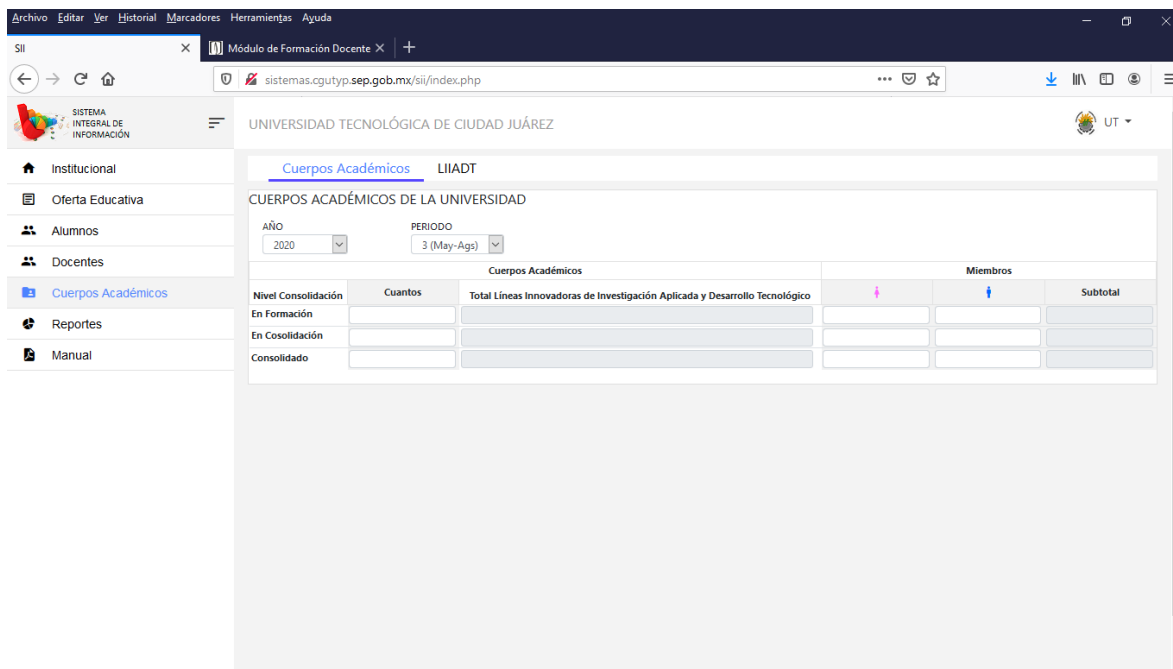 Archivo Editar Ver Historial Marcadores Herramientas Ayuda
SII
Módulo de Formación Docente
sistemas.cgutyp.sep.gob.mx/sii/index.php
SISTEMA
INTEGRAL DE
INFORMACIÓN
UNIVERSIDAD TECNOLÓGICA DE CIUDAD JUÁREZ
UT
Institucional
Oferta Educativa
Alumnos
Docentes
Cuerpos Académicos
Reportes
Manual
Cuerpos Académicos LIIADT
CUERPOS ACADÉMICOS DE LA UNIVERSIDAD
AÑO PERIODO
2020 3 (May-Ags)
Cuerpos Académicos Miembros
Nivel Consolidación Cuantos Total Líneas Innovadoras de Investigación Aplicada y Desarrollo Tecnológico Subtotal
En Formación
En Cosolidación
Consolidado